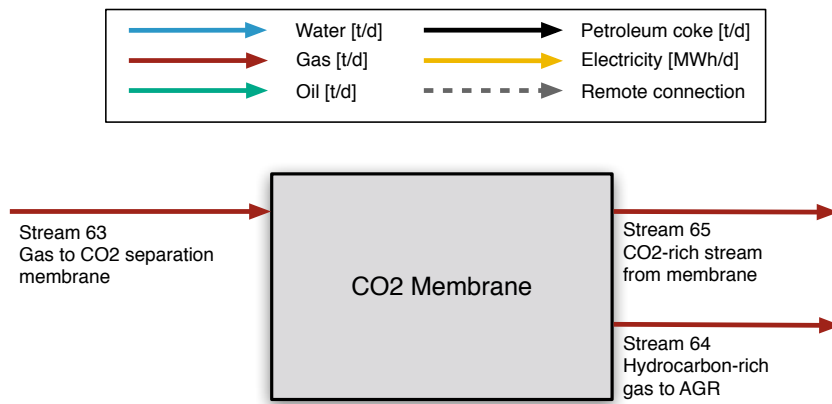 Water [t/d]
Petroleum coke [t/d]
Gas [t/d]
Electricity [MWh/d]
Oil [t/d]
Remote connection
Stream 63
Gas to CO2 separation
membrane
CO2 Membrane
Stream 65
CO2-rich stream
from membrane
Stream 64
Hydrocarbon-rich
gas to AGR